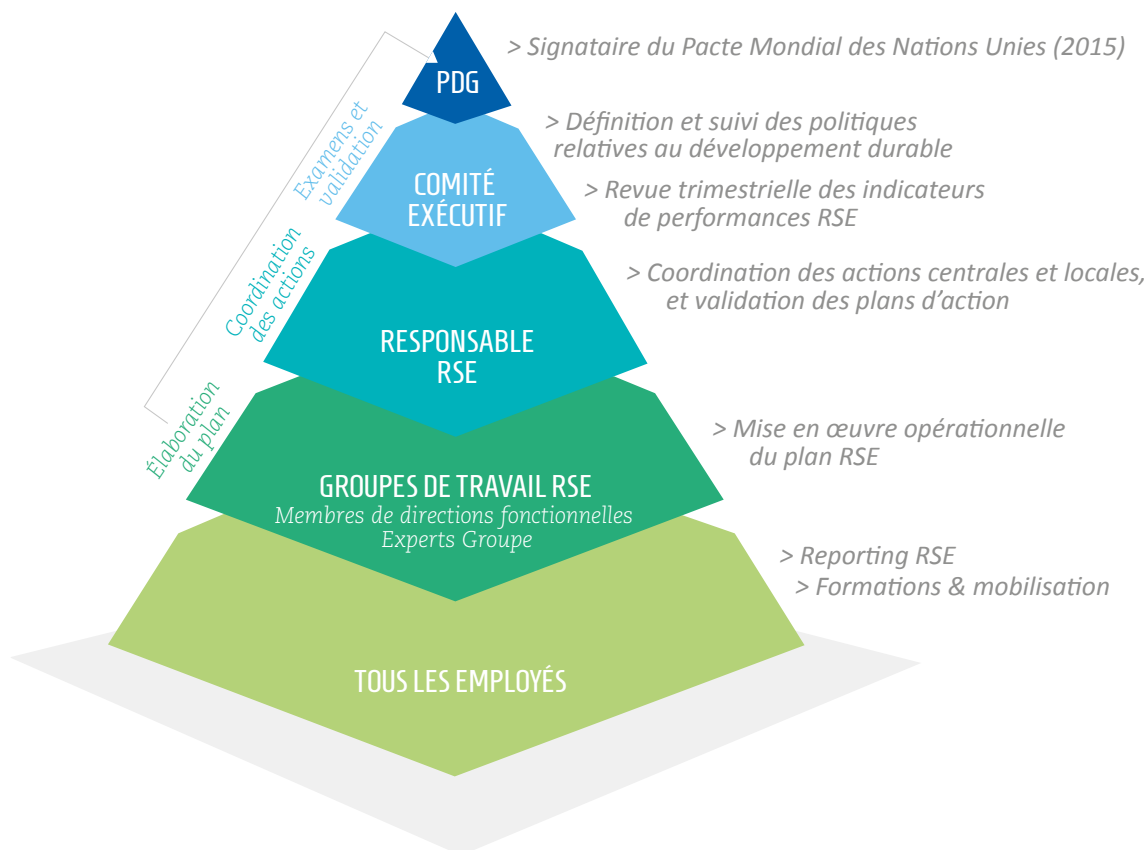 > Signataire du Pacte Mondial des Nations Unies (2015)
PDG
> Définition et suivi des politiques
relatives au développement durable
Examens et
validation
COMITÉ
EXÉCUTIF
> Revue trimestrielle des indicateurs
de performances RSE
Coordination
des actions
> Coordination des actions centrales et locales,
et validation des plans d’action
RESPONSABLE
RSE
Élaboration
du plan
> Mise en œuvre opérationnelle
du plan RSE
GROUPES DE TRAVAIL RSE
Membres de directions fonctionnelles
Experts Groupe
> Reporting RSE
> Formations & mobilisation
TOUS LES EMPLOYÉS